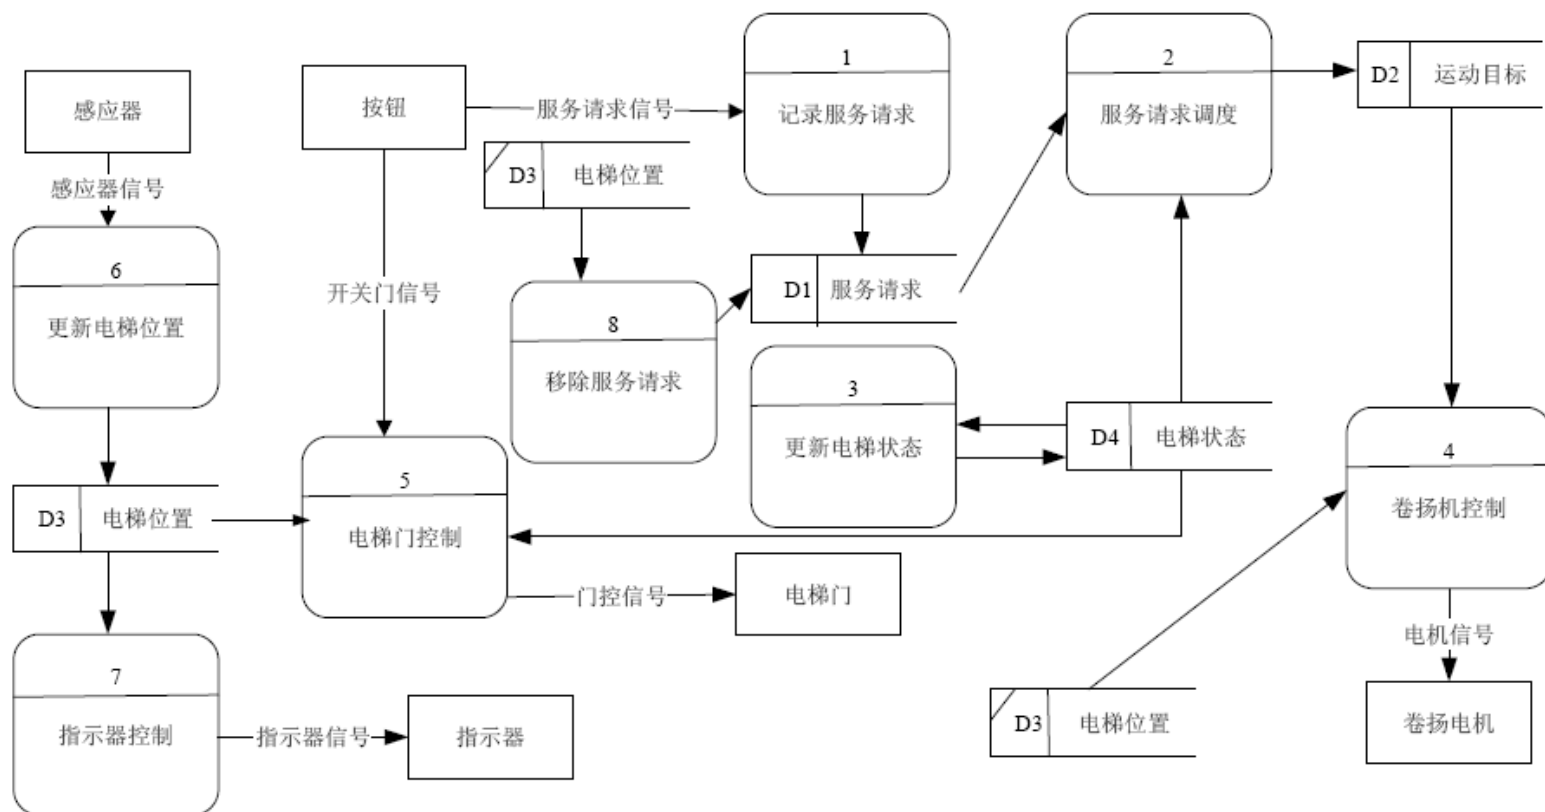 1
2
D2 运动目标
感应器
按钮
服务请求信号
记录服务请求
服务请求调度
D3 电梯位置
感应器信号
6
开关门信号
D1 服务请求
更新电梯位置
8
移除服务请求
3
更新电梯状态
D4 电梯状态
4
卷扬机控制
5
D3 电梯位置
电梯门控制
门控信号
电梯门
电机信号
7
指示器控制
指示器信号
指示器
D3 电梯位置
卷扬电机